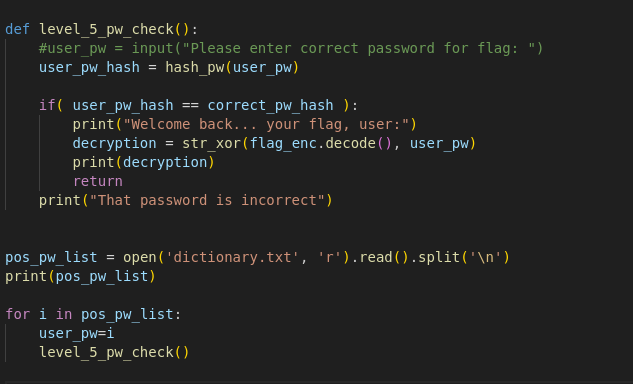 def level_5_pw_check():
    #user_pw = input("Please enter correct password for flag: ")
    user_pw_hash = hash_pw(user_pw)
    if( user_pw_hash == correct_pw_hash ):
        print("Welcome back... your flag, user:")
        decryption = str_xor(flag_enc.decode(), user_pw)
        print(decryption)
        return
    print("That password is incorrect")
pos_pw_list = open('dictionary.txt', 'r').read().split('\n')
print(pos_pw_list)
for i in pos_pw_list:
    user_pw=i
    level_5_pw_check()